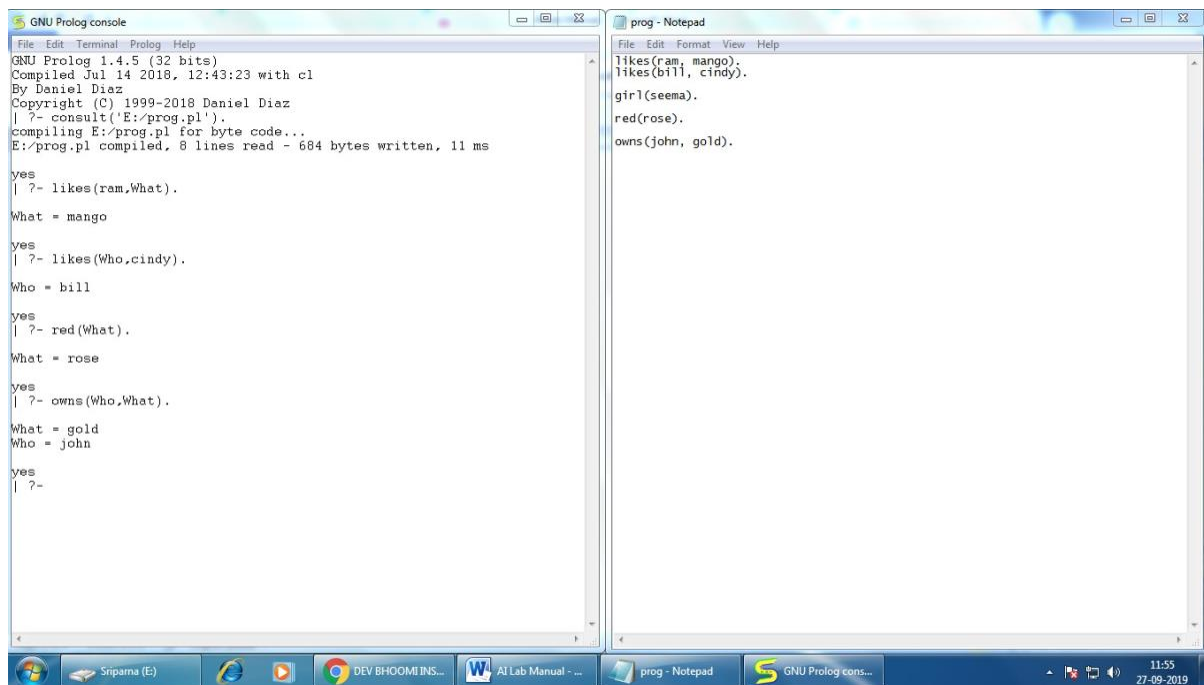 GNU Prolog console
File Edit Terminal Prolog Help
GNU Prolog 1.4.5 (32 bits)
Compiled Jul 14 2018, 12:43:23 with cl
By Daniel Diaz
Copyright (C) 1999-2018 Daniel Diaz
| ?- consult('E:/prog.pl').
compiling E:/prog.pl for byte code...
E:/prog.pl compiled, 8 lines read - 684 bytes written, 11 ms
yes
| ?- likes(ram,What).
What = mango
yes
| ?- likes(Who,cindy).
Who = bill
yes
| ?- red(What).
What = rose
yes
| ?- owns(Who,What).
What = gold
Who = john
yes
| ?-
prog - Notepad
File Edit Format View Help
likes(ram, mango).
likes(bill, cindy).
girl(seema).
red(rose).
owns(john, gold).
Sriparna (E:)
DEV BHOOMI INS...
AI Lab Manual - ...
prog - Notepad
GNU Prolog cons...
11:55
27-09-2019